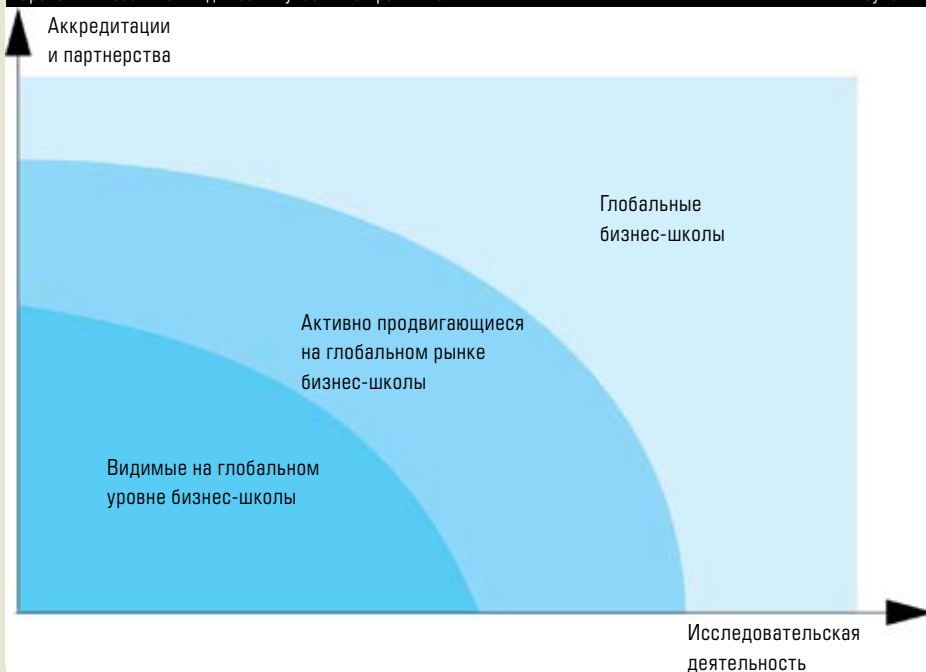 Аккредитации
и партнерства
Глобальные
бизнес-школы
Активно продвигающиеся
на глобальном рынке
бизнес-школы
Видимые на глобальном
уровне бизнес-школы
Исследовательская
деятельность